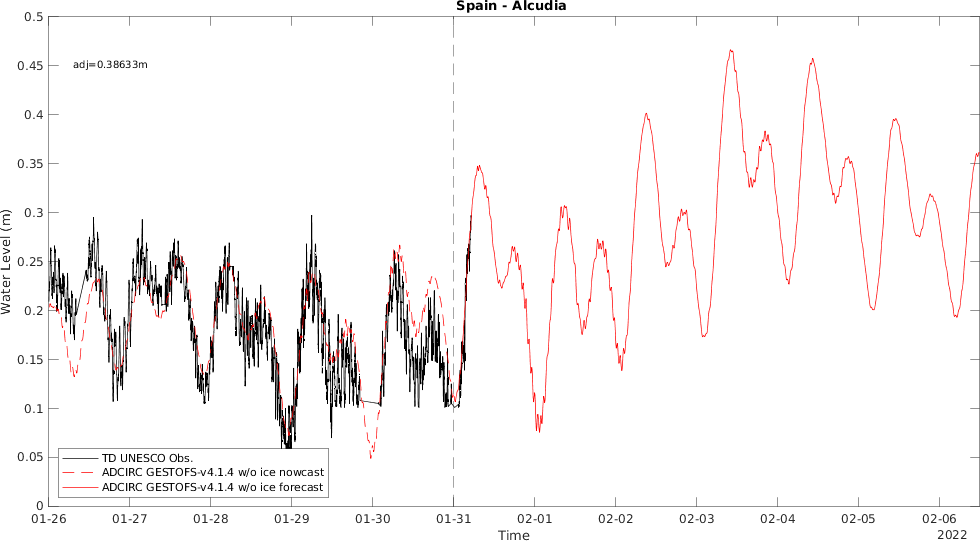 Spain - Alcudia
0.5
0.45
0.4
0.35
0.3
0.25
0.2
0.15
0.1
0.05
0
Water Level (m)
adj=0.38633m
TD UNESCO Obs.
ADCIRC GESTOFS-v4.1.4 w/o ice nowcast
ADCIRC GESTOFS-v4.1.4 w/o ice forecast
01-26 01-27 01-28 01-29 01-30 01-31 02-01 02-02 02-03 02-04 02-05 02-06
Time
2022